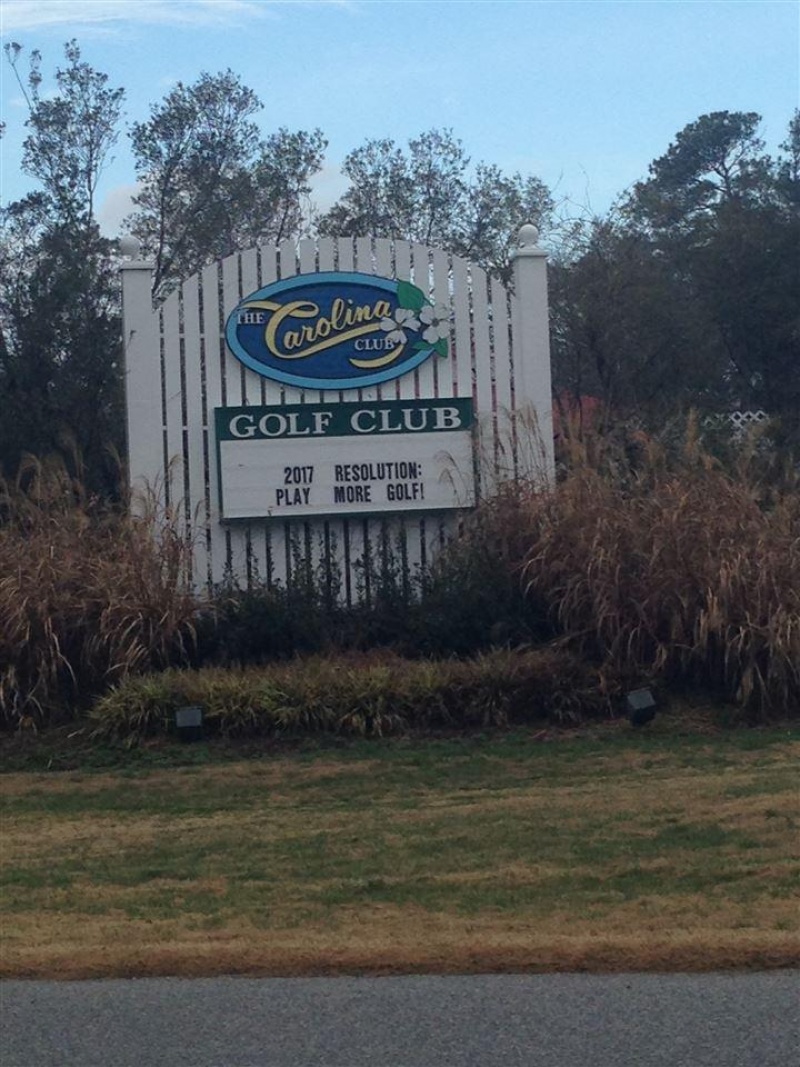 THE
Carolina
CLUB
GOLF CLUB
2017 RESOLUTION:
PLAY MORE GOLF!